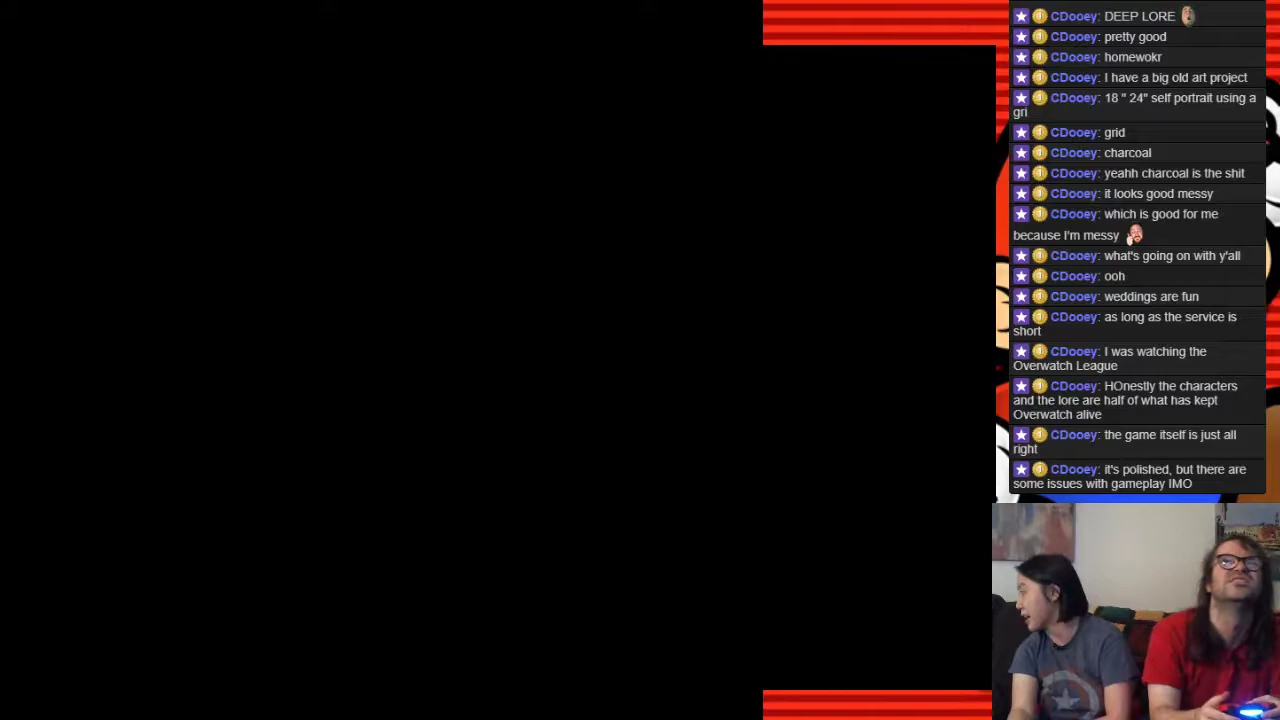 CDooey: DEEP LORE
CDooey: pretty good
CDooey: homewokr
CDooey: I have a big old art project
CDooey: 18 " 24" self portrait using a
gri
CDooey: grid
CDooey: charcoal
CDooey: yeahh charcoal is the shit
CDooey: it looks good messy
CDooey: which is good for me
because I'm messy
CDooey: what's going on with y'all
CDooey: ooh
CDooey: weddings are fun
CDooey: as long as the service is
short
CDooey: I was watching the
Overwatch League
CDooey: HOnestly the characters
and the lore are half of what has kept
Overwatch alive
CDooey: the game itself is just all
right
CDooey: it's polished, but there are
some issues with gameplay IMO